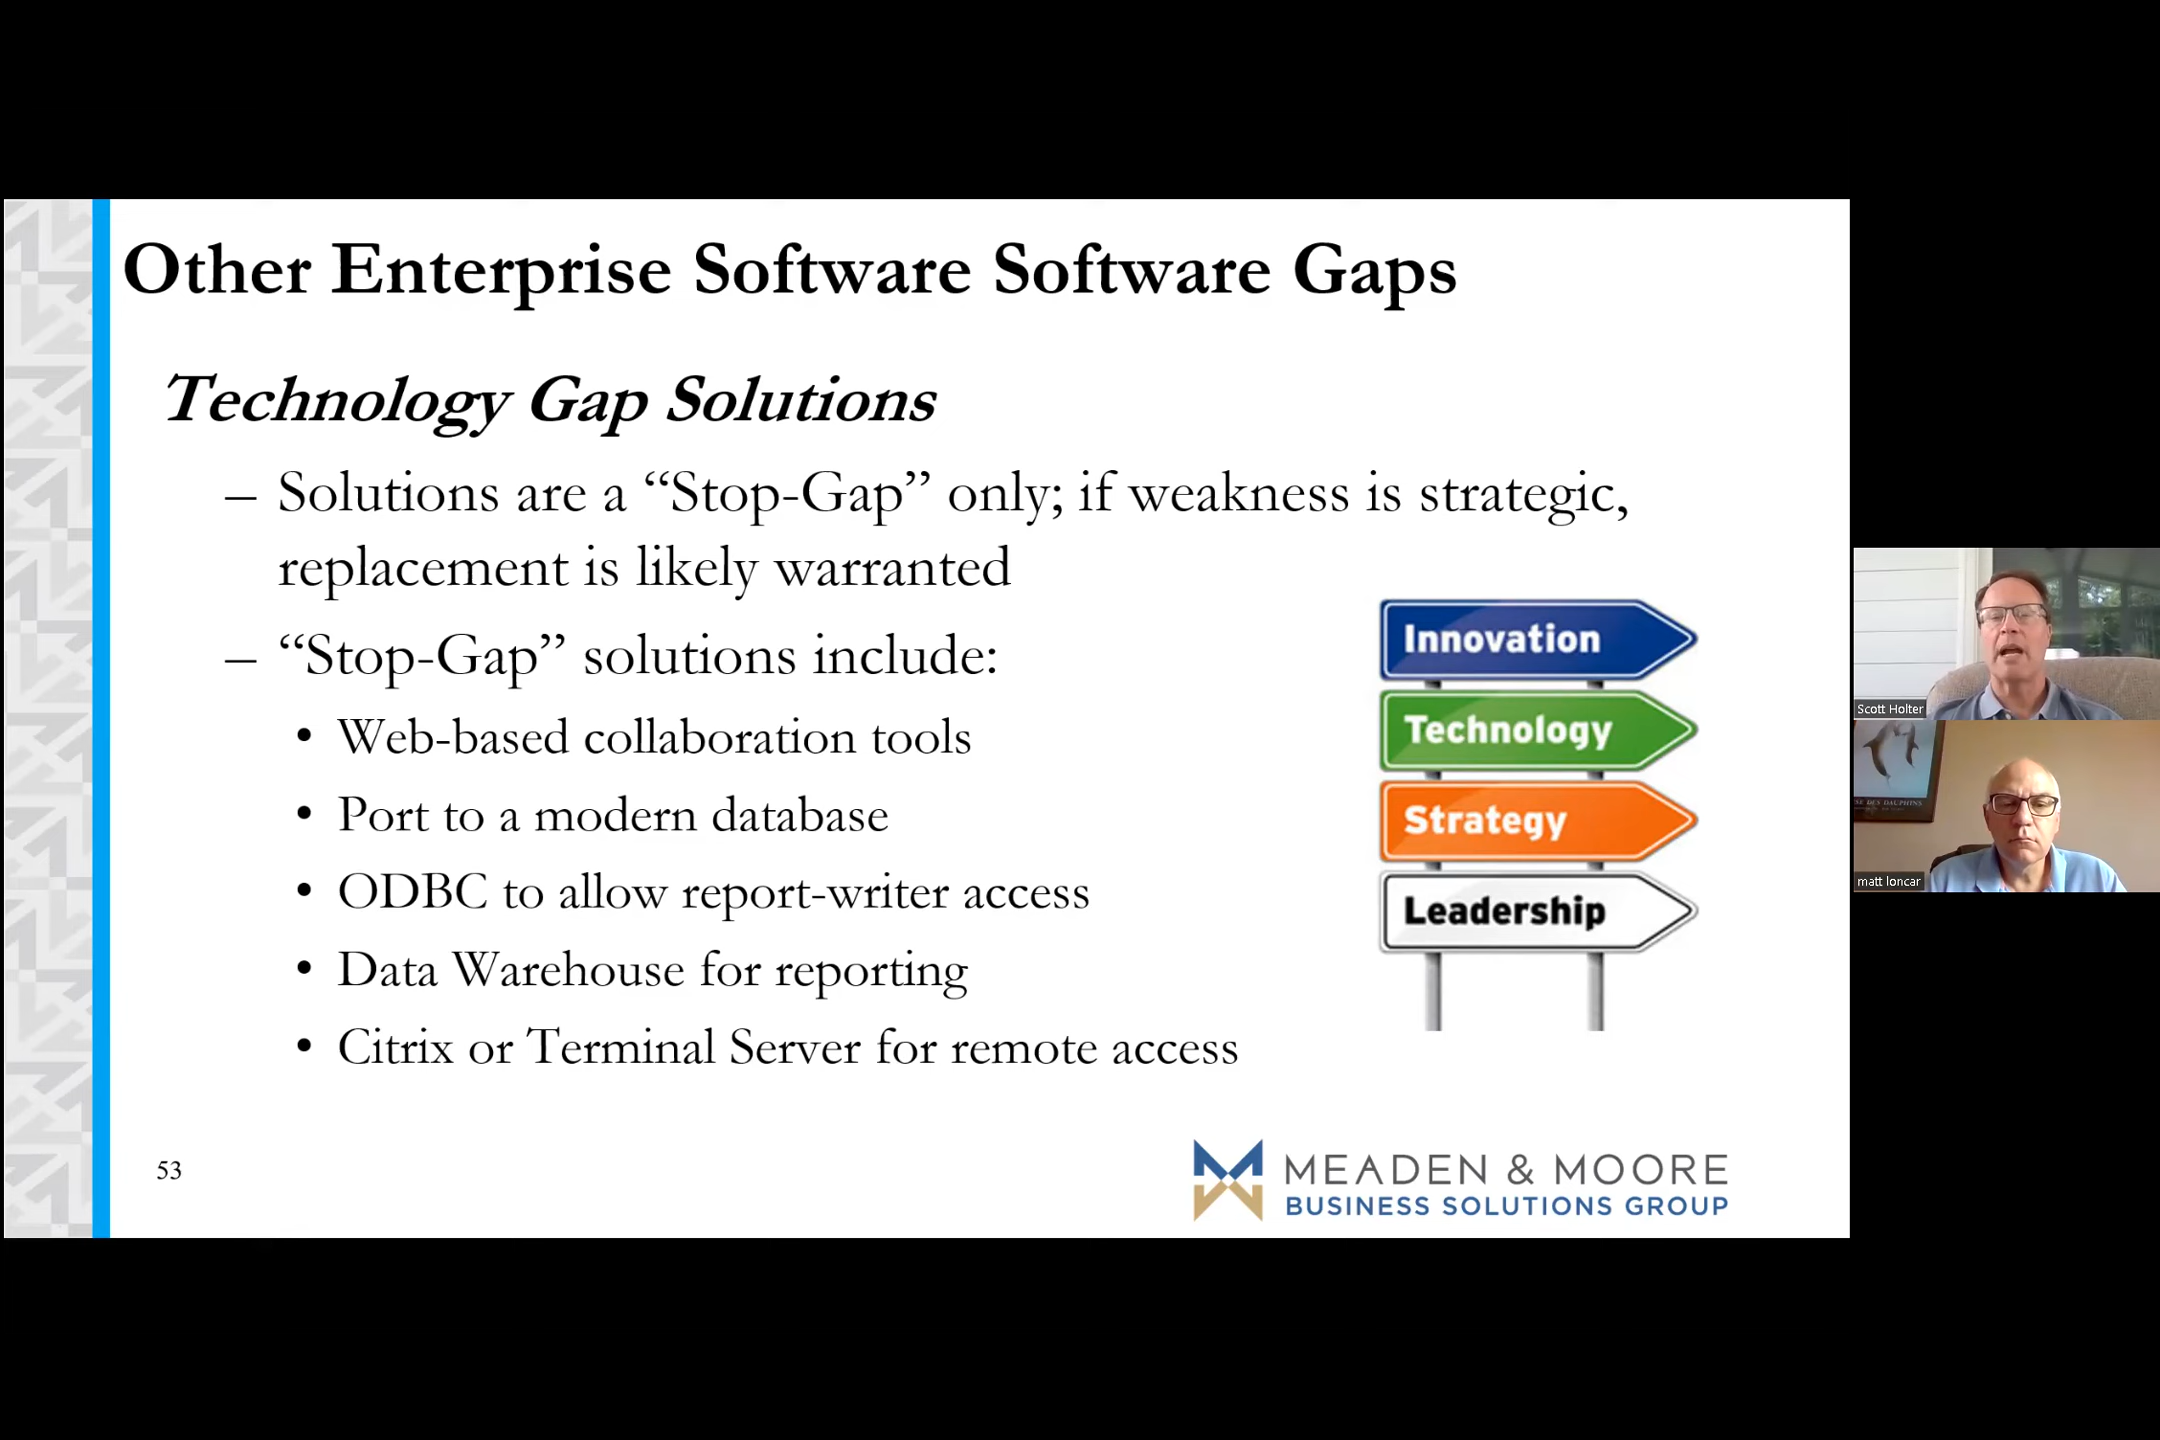 Other Enterprise Software Software Gaps
Technology Gap Solutions
– Solutions are a “Stop-Gap” only; if weakness is strategic,
replacement is likely warranted
– “Stop-Gap” solutions include:
• Web-based collaboration tools
• Port to a modern database
• ODBC to allow report-writer access
• Data Warehouse for reporting
• Citrix or Terminal Server for remote access
Innovation
Technology
Strategy
Leadership
53
MEADEN & MOORE
BUSINESS SOLUTIONS GROUP
Scott Holter
DES DAUPHINS
matt loncar